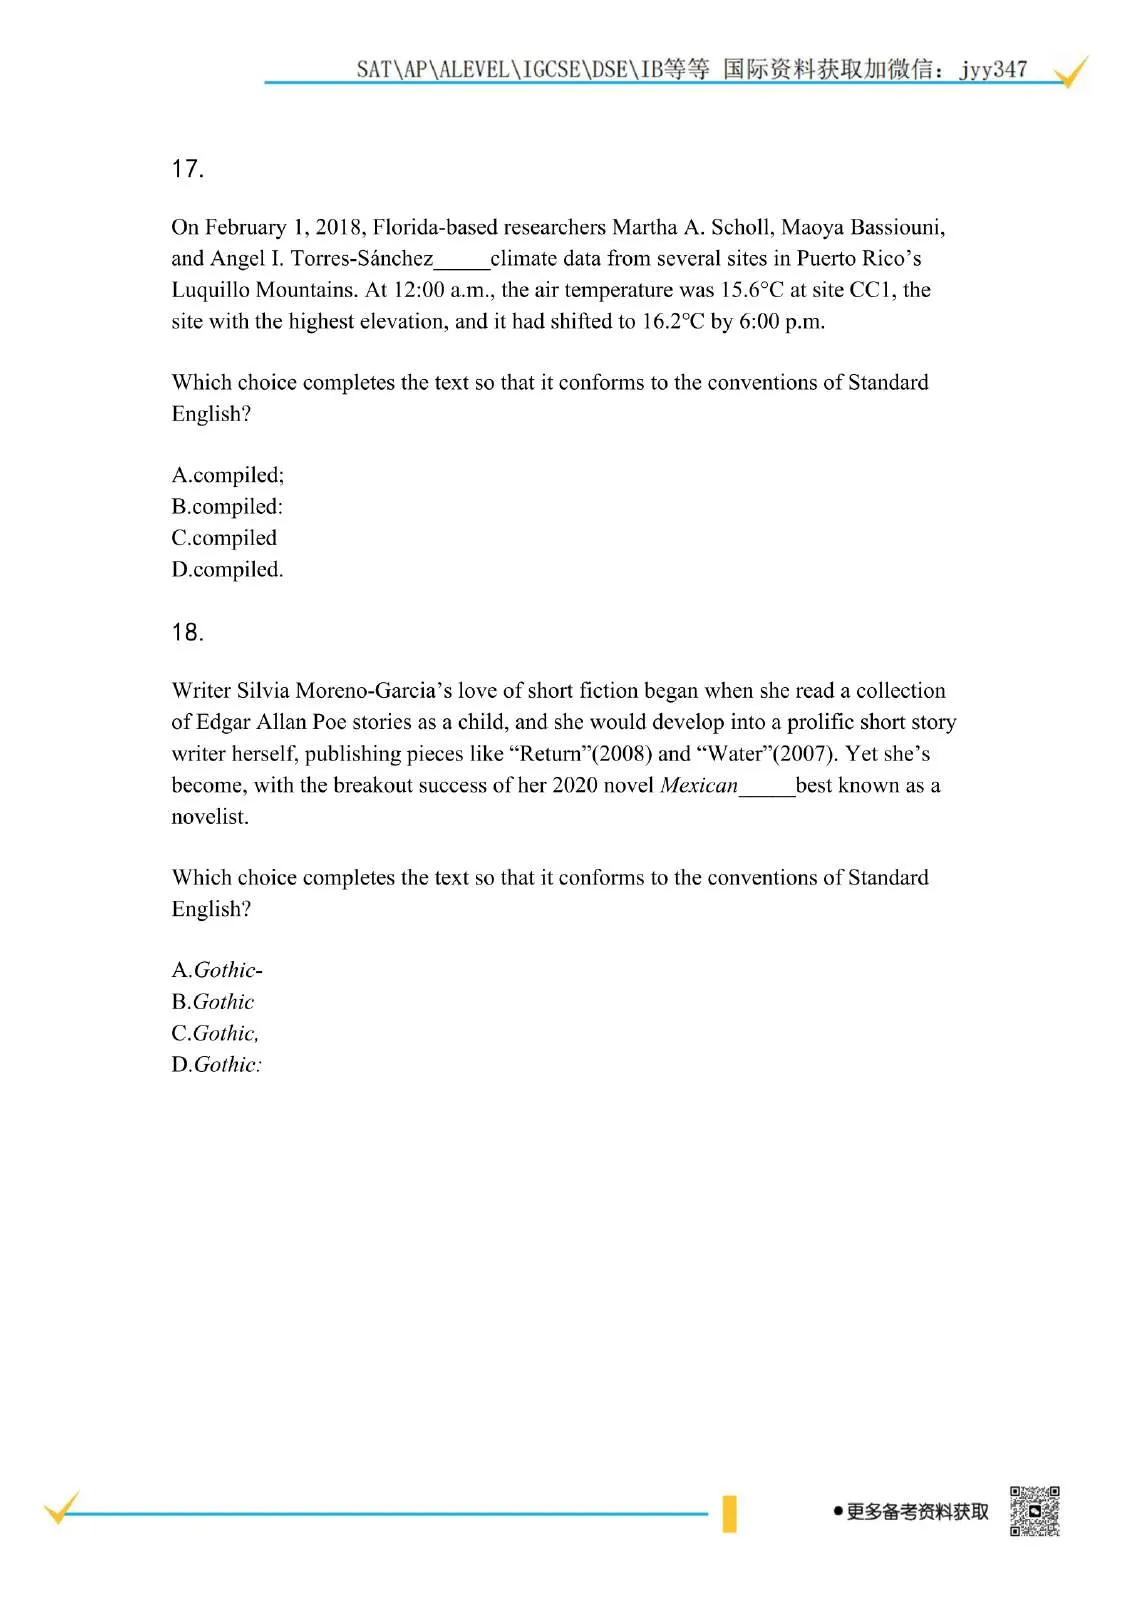 SAT\AP\ALEVEL\IGCSE\DSE\IB等等 国际资料获取加微信：jyy347
17.
On February 1, 2018, Florida-based researchers Martha A. Scholl, Maoya Bassiouni,
and Angel I. Torres-Sánchez_____climate data from several sites in Puerto Rico’s
Luquillo Mountains. At 12:00 a.m., the air temperature was 15.6°C at site CC1, the
site with the highest elevation, and it had shifted to 16.2℃ by 6:00 p.m.
Which choice completes the text so that it conforms to the conventions of Standard
English?
A.compiled;
B.compiled:
C.compiled
D.compiled.
18.
Writer Silvia Moreno-Garcia’s love of short fiction began when she read a collection
of Edgar Allan Poe stories as a child, and she would develop into a prolific short story
writer herself, publishing pieces like “Return”(2008) and “Water”(2007). Yet she’s
become, with the breakout success of her 2020 novel Mexican_____best known as a
novelist.
Which choice completes the text so that it conforms to the conventions of Standard
English?
A.Gothic-
B.Gothic
C.Gothic,
D.Gothic:
●更多备考资料获取